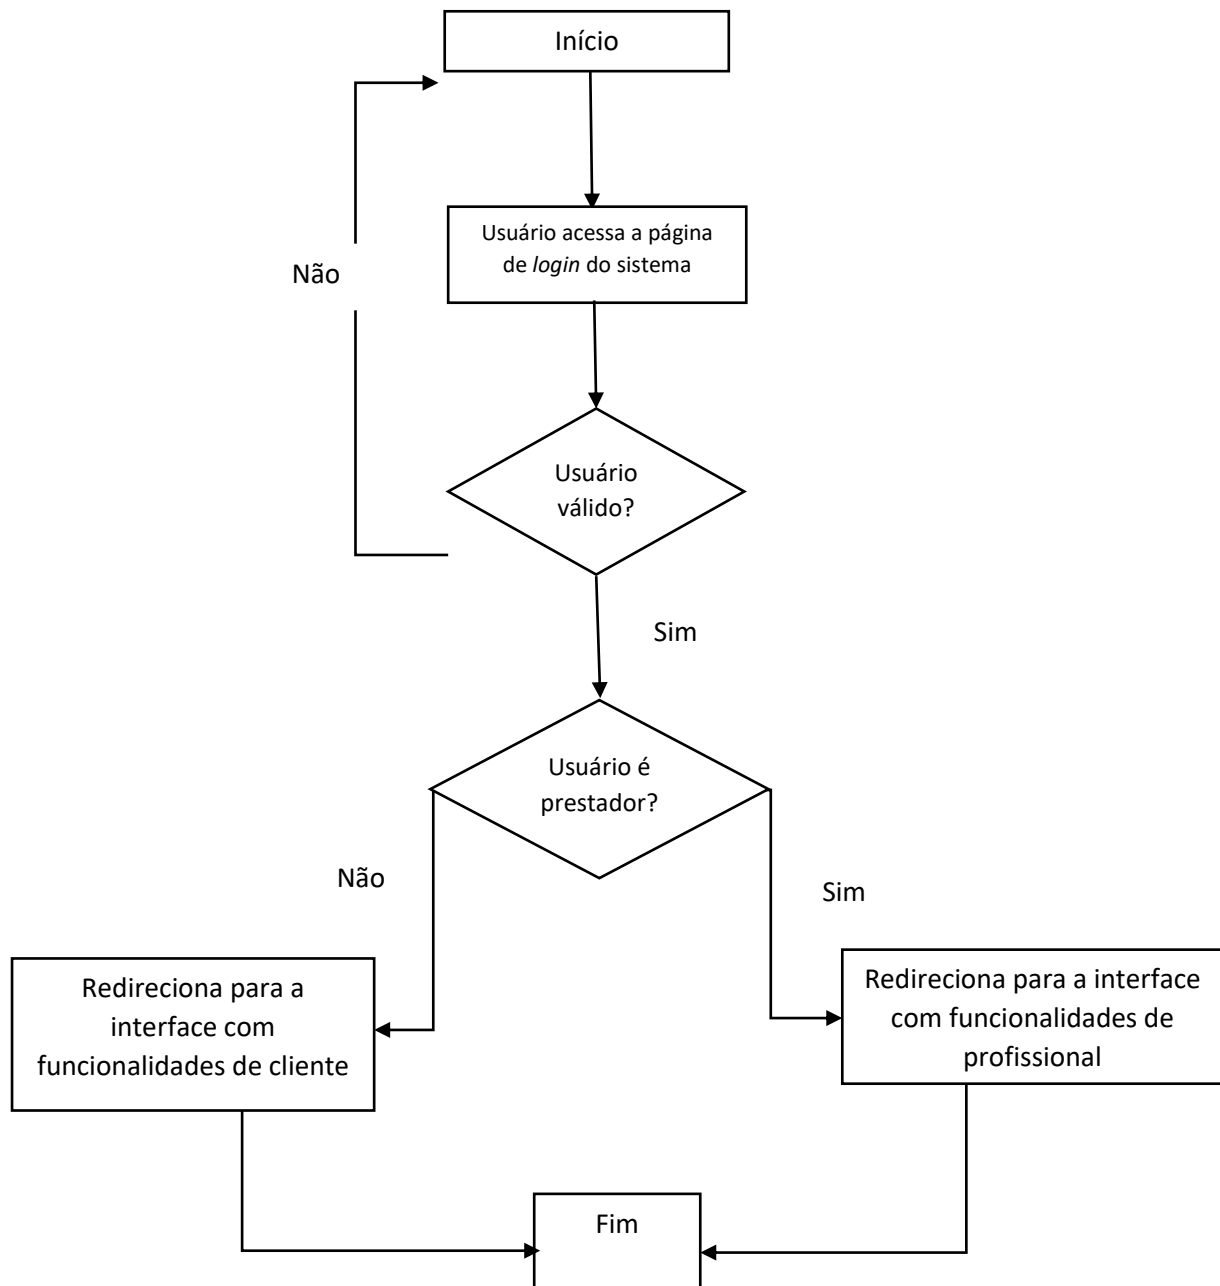 Início
Usuário acessa a página
de login do sistema
Não
Usuário
válido?
Sim
Usuário é
prestador?
Não
Sim
Redireciona para a
interface com
funcionalidades de cliente
Redireciona para a interface
com funcionalidades de
profissional
Fim